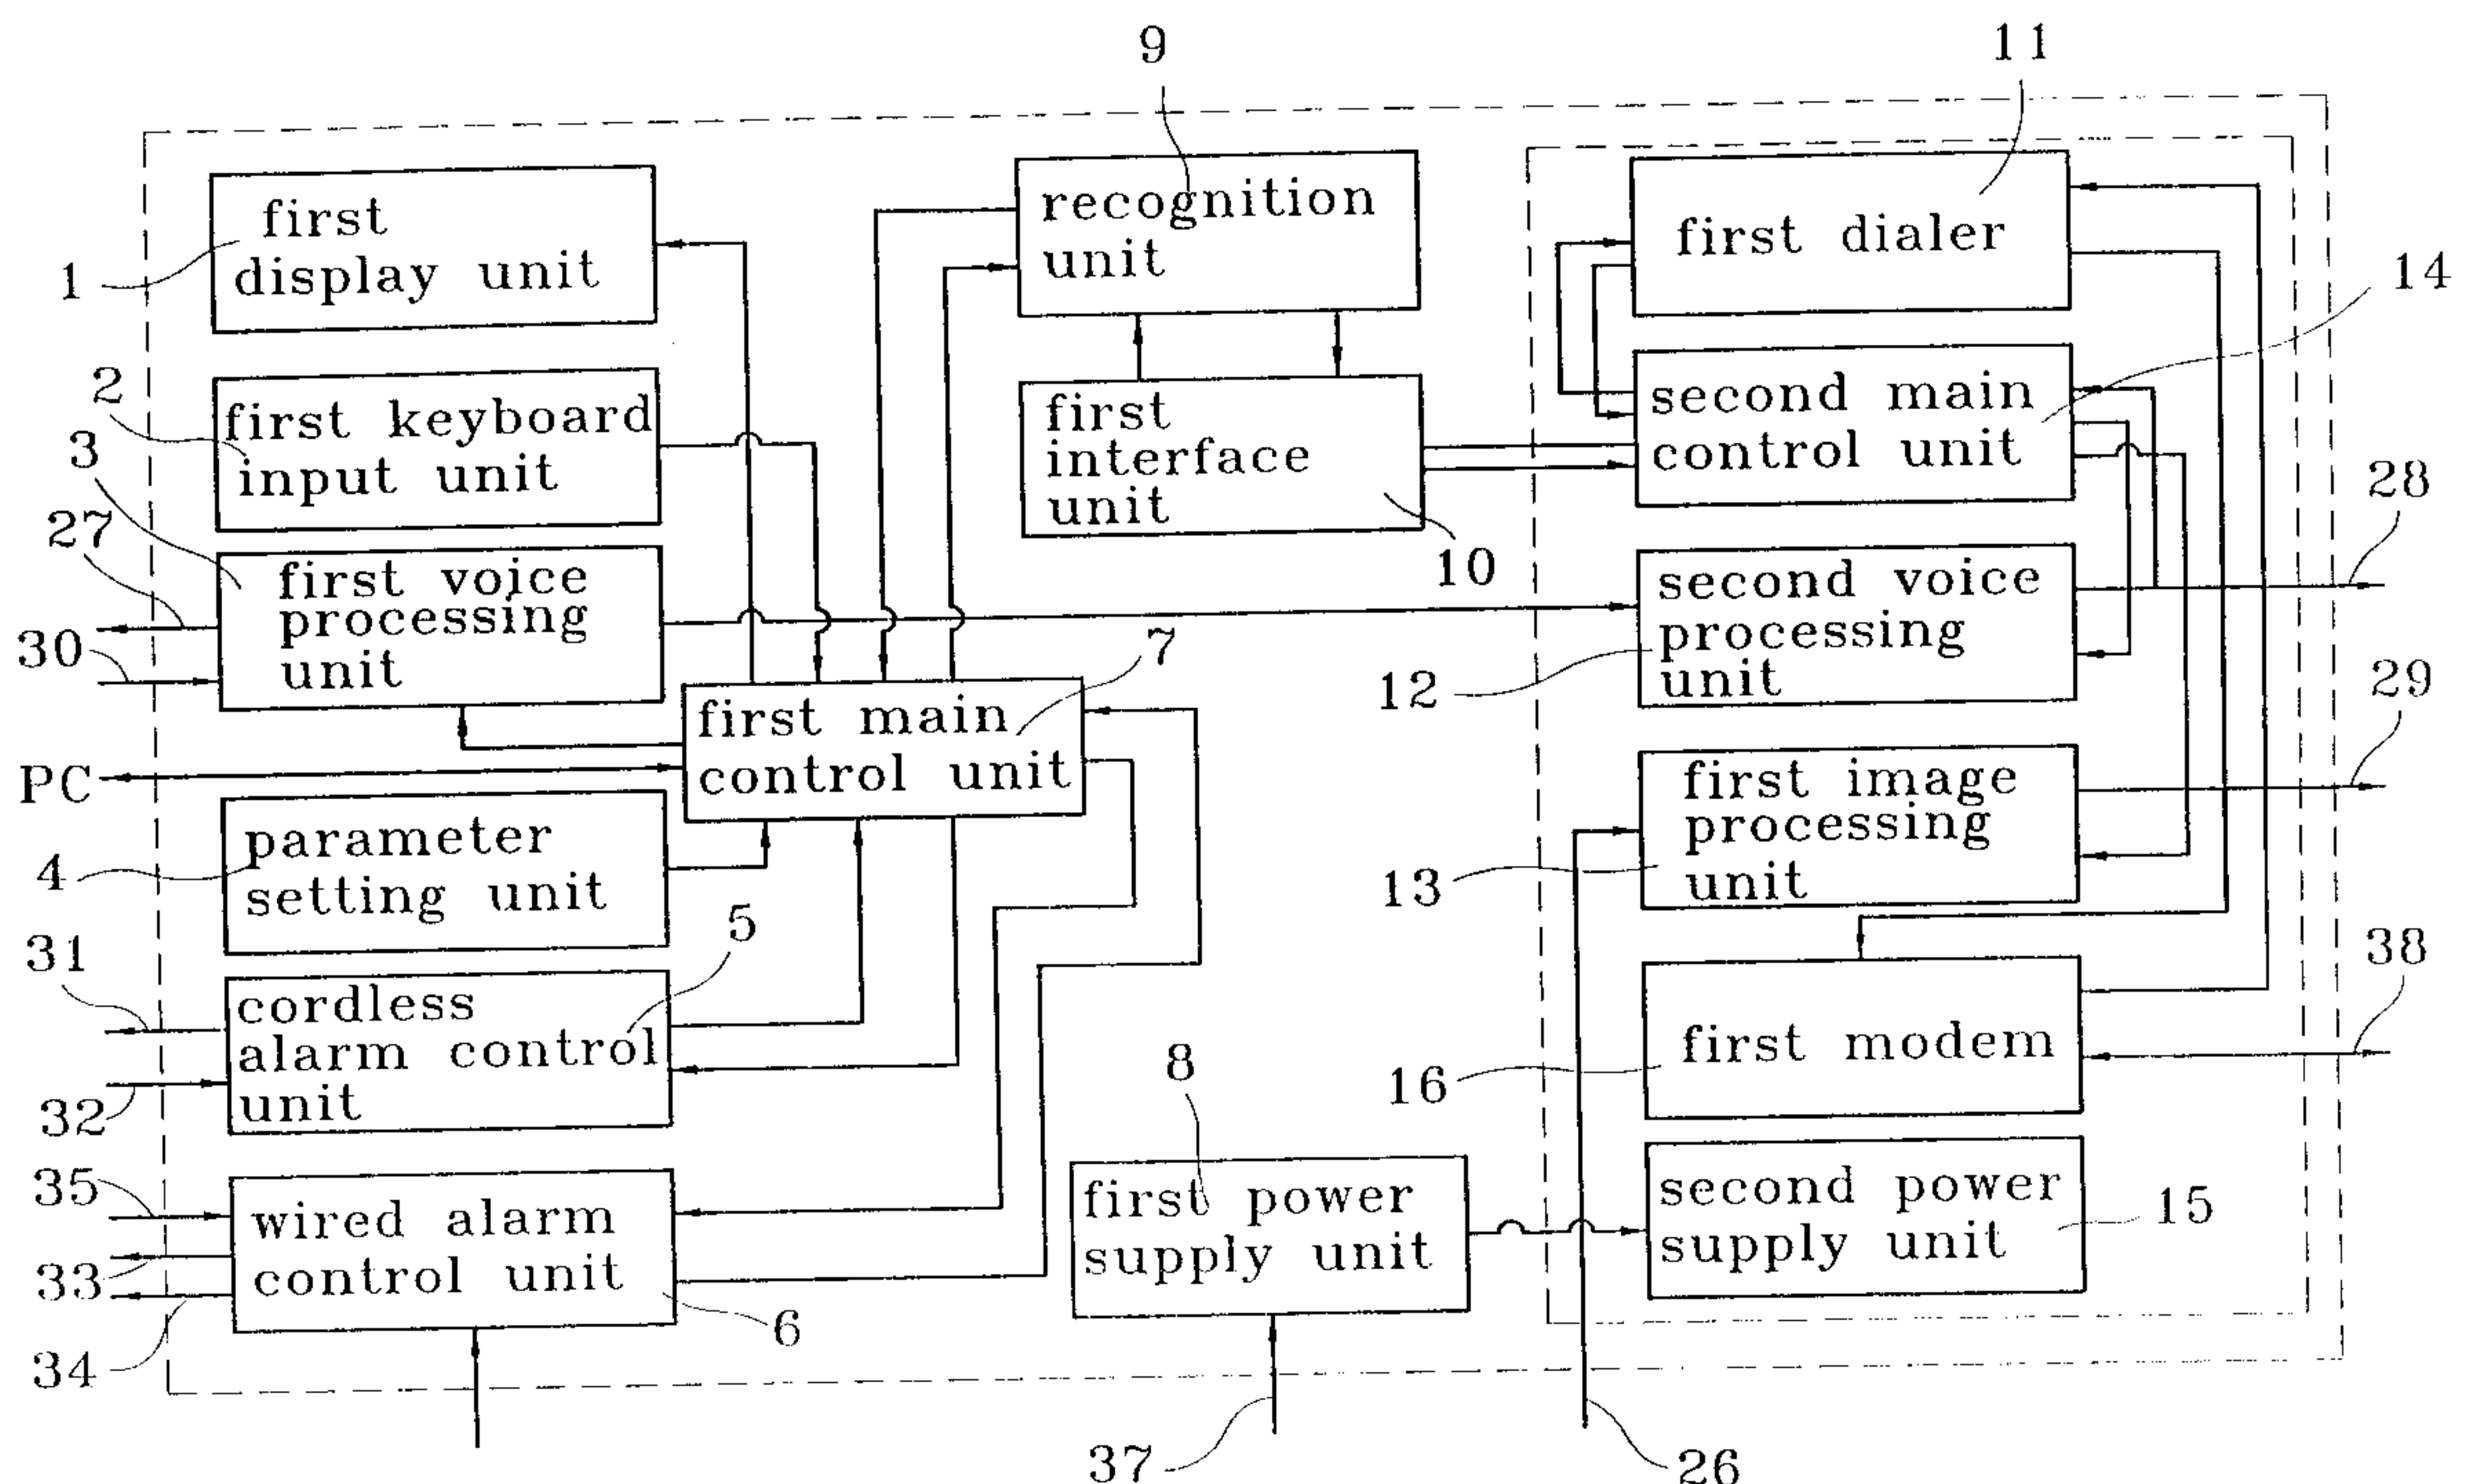 9
11
first
display unit
1
recognition
unit
first dialer
14
2
first keyboard
input unit
first
interface
unit
10
second main
control unit
28
3
27
30
first voice
processing
unit
7
12
second voice
processing
unit
29
PC
first main
control unit
4
parameter
setting unit
5
13
first image
processing
unit
38
31
32
cordless
alarm control
unit
8
16
first modem
35
33
34
wired alarm
control unit
6
first power
supply unit
second power
supply unit
15
37
26